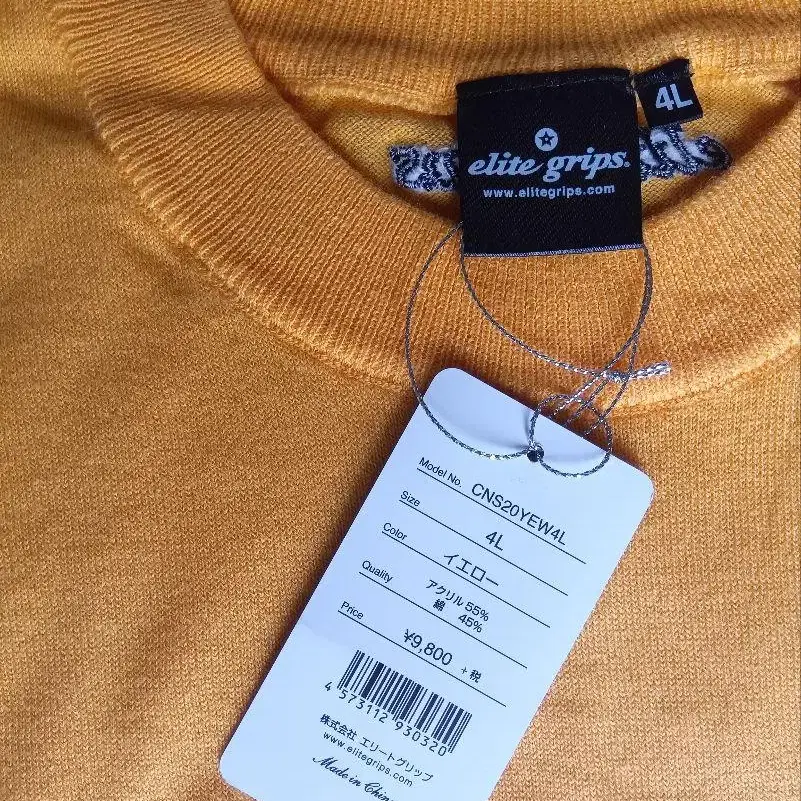 4L
elite grips®
www.elitegrips.com
Model No. CNS20YEW4L
Size 4L
Color イエロー
Quality アクリル 55%
綿 45%
Price ¥9,800 +税
4 573112 930320
株式会社 エリートグリップ
www.elitegrips.com
Made in China